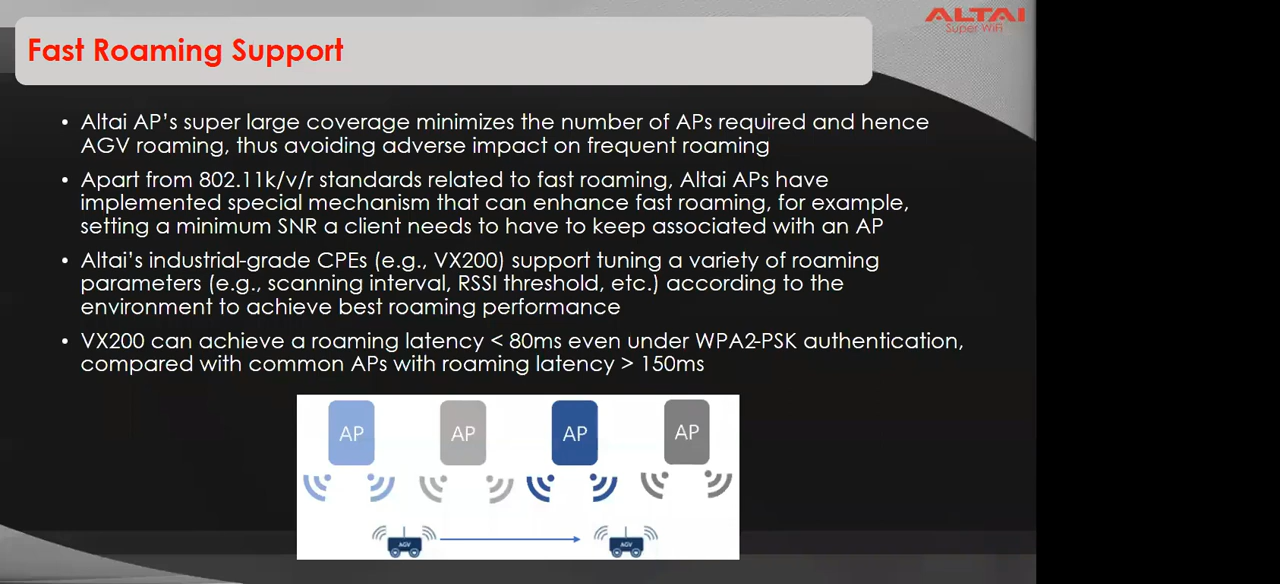 ALTAI
Super WiFi
Fast Roaming Support
• Altai AP’s super large coverage minimizes the number of APs required and hence
AGV roaming, thus avoiding adverse impact on frequent roaming
• Apart from 802.11k/v/r standards related to fast roaming, Altai APs have
implemented special mechanism that can enhance fast roaming, for example,
setting a minimum SNR a client needs to have to keep associated with an AP
• Altai’s industrial-grade CPEs (e.g., VX200) support tuning a variety of roaming
parameters (e.g., scanning interval, RSSI threshold, etc.) according to the
environment to achieve best roaming performance
• VX200 can achieve a roaming latency < 80ms even under WPA2-PSK authentication,
compared with common APs with roaming latency > 150ms
AP AP AP AP
AGV AGV